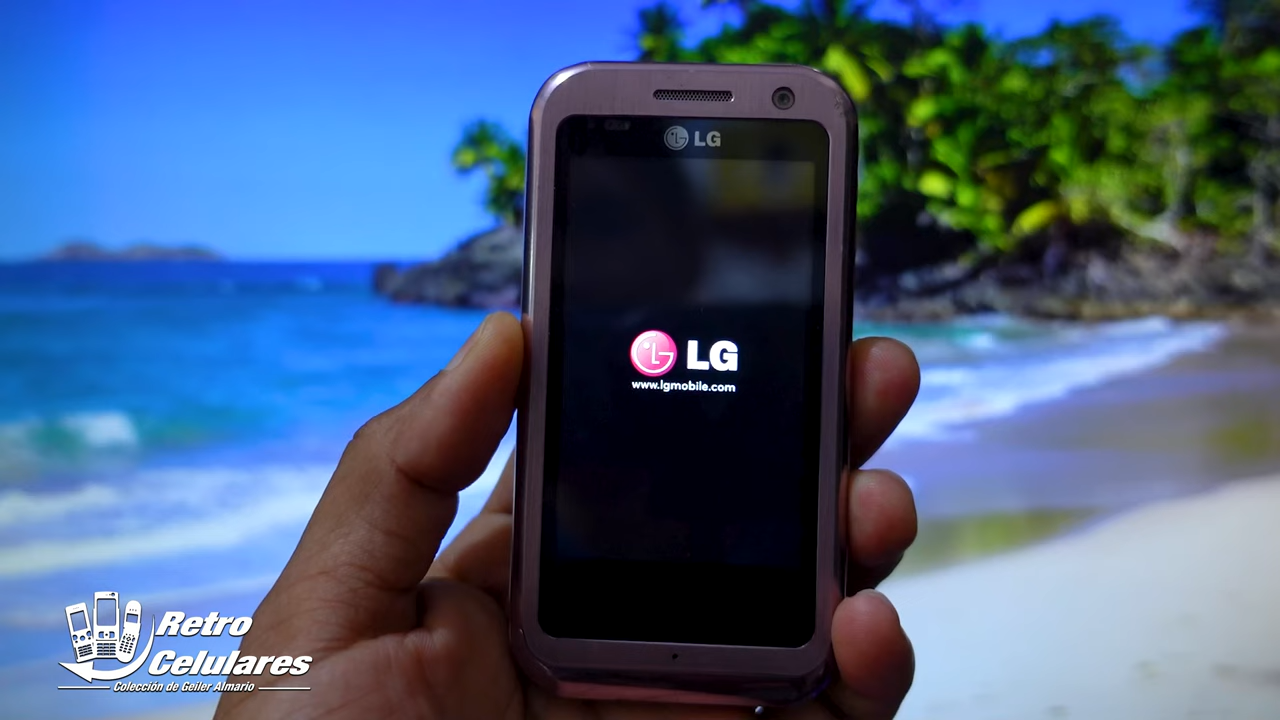 LG
LG
www.lgmobile.com
Retro
Celulares
Colección de Geiler Almario